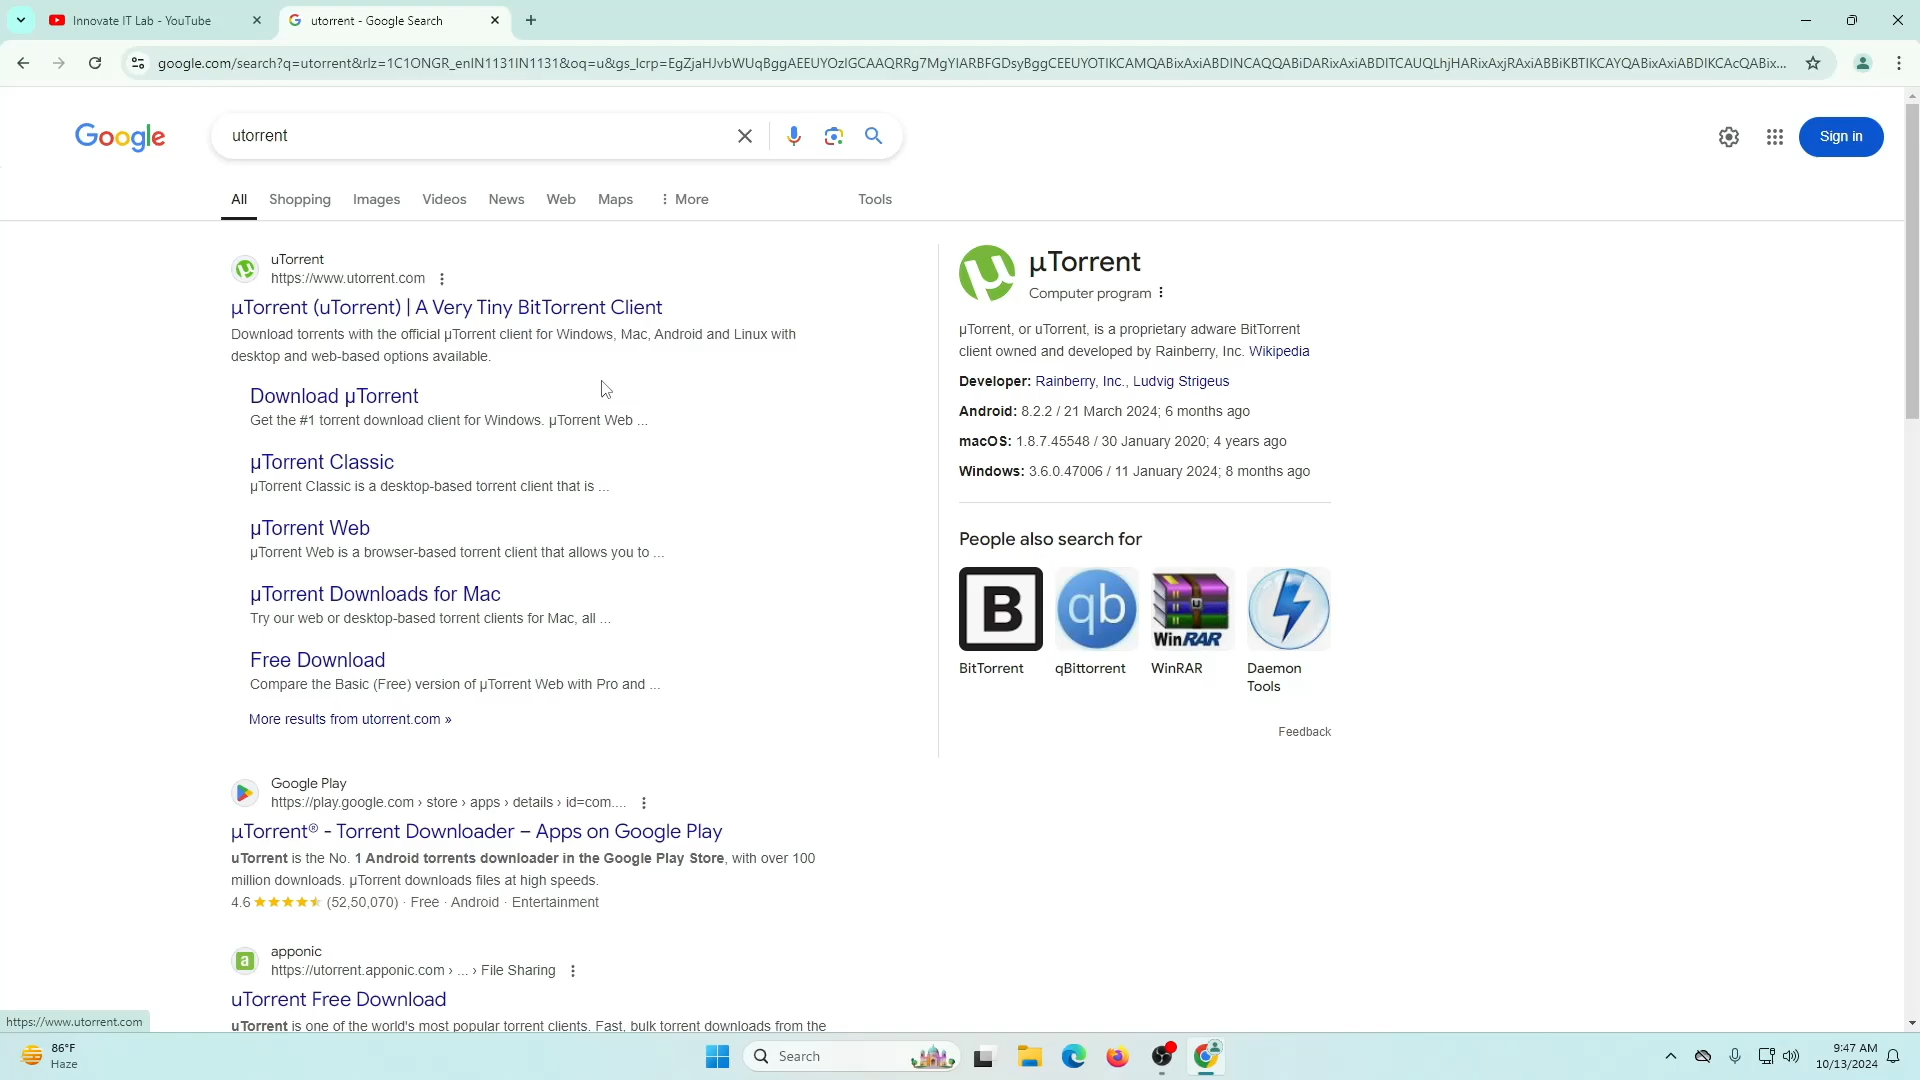 Innovate IT Lab - YouTube
utorrent - Google Search
google.com/search?q=utorrent&rlz=1C1ONGR_enIN1131IN1131&oq=u&gs_lcrp=EgZjaHJvbWUqBggAEEUYOzIGCAAQRRg7MgYIARBFGDsyBggCEEUYOTIKCAMQABixAxiABDINCAQQABiDARixAxiABDITCAUQLhjHARixAxjRAxiABBiKBTIKCAYQABixAxiABDIKCAcQABix...
Google
utorrent
Sign in
All Shopping Images Videos News Web Maps More Tools
uTorrent
https://www.utorrent.com
µTorrent (uTorrent) | A Very Tiny BitTorrent Client
Download torrents with the official µTorrent client for Windows, Mac, Android and Linux with
desktop and web-based options available.
Download µTorrent
Get the #1 torrent download client for Windows. µTorrent Web ...
µTorrent Classic
µTorrent Classic is a desktop-based torrent client that is ...
µTorrent Web
µTorrent Web is a browser-based torrent client that allows you to ...
µTorrent Downloads for Mac
Try our web or desktop-based torrent clients for Mac, all ...
Free Download
Compare the Basic (Free) version of µTorrent Web with Pro and ...
More results from utorrent.com »
Google Play
https://play.google.com › store › apps › details › id=com....
µTorrent® - Torrent Downloader – Apps on Google Play
uTorrent is the No. 1 Android torrents downloader in the Google Play Store, with over 100
million downloads. µTorrent downloads files at high speeds.
4.6 ★★★★★ (52,50,070) · Free · Android · Entertainment
apponic
https://utorrent.apponic.com › ... › File Sharing
uTorrent Free Download
uTorrent is one of the world's most popular torrent clients. Fast, bulk torrent downloads from the
µTorrent
Computer program
µTorrent, or uTorrent, is a proprietary adware BitTorrent
client owned and developed by Rainberry, Inc. Wikipedia
Developer: Rainberry, Inc., Ludvig Strigeus
Android: 8.2.2 / 21 March 2024; 6 months ago
macOS: 1.8.7.45548 / 30 January 2020; 4 years ago
Windows: 3.6.0.47006 / 11 January 2024; 8 months ago
People also search for
B
qb
WinRAR
BitTorrent
qBittorrent
WinRAR
Daemon
Tools
Feedback
https://www.utorrent.com
86°F
Haze
Search
9:47 AM
10/13/2024